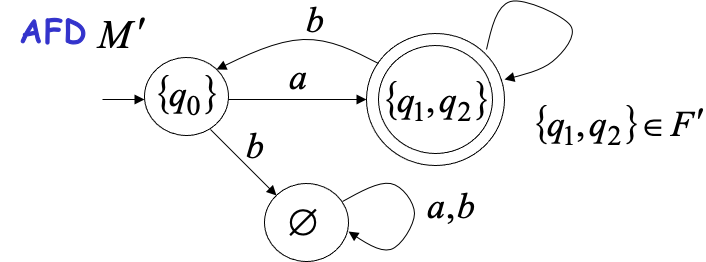 AFD M′
b
{q₀}
a
{q₁,q₂}
{q₁,q₂}∈F′
b
∅
a,b